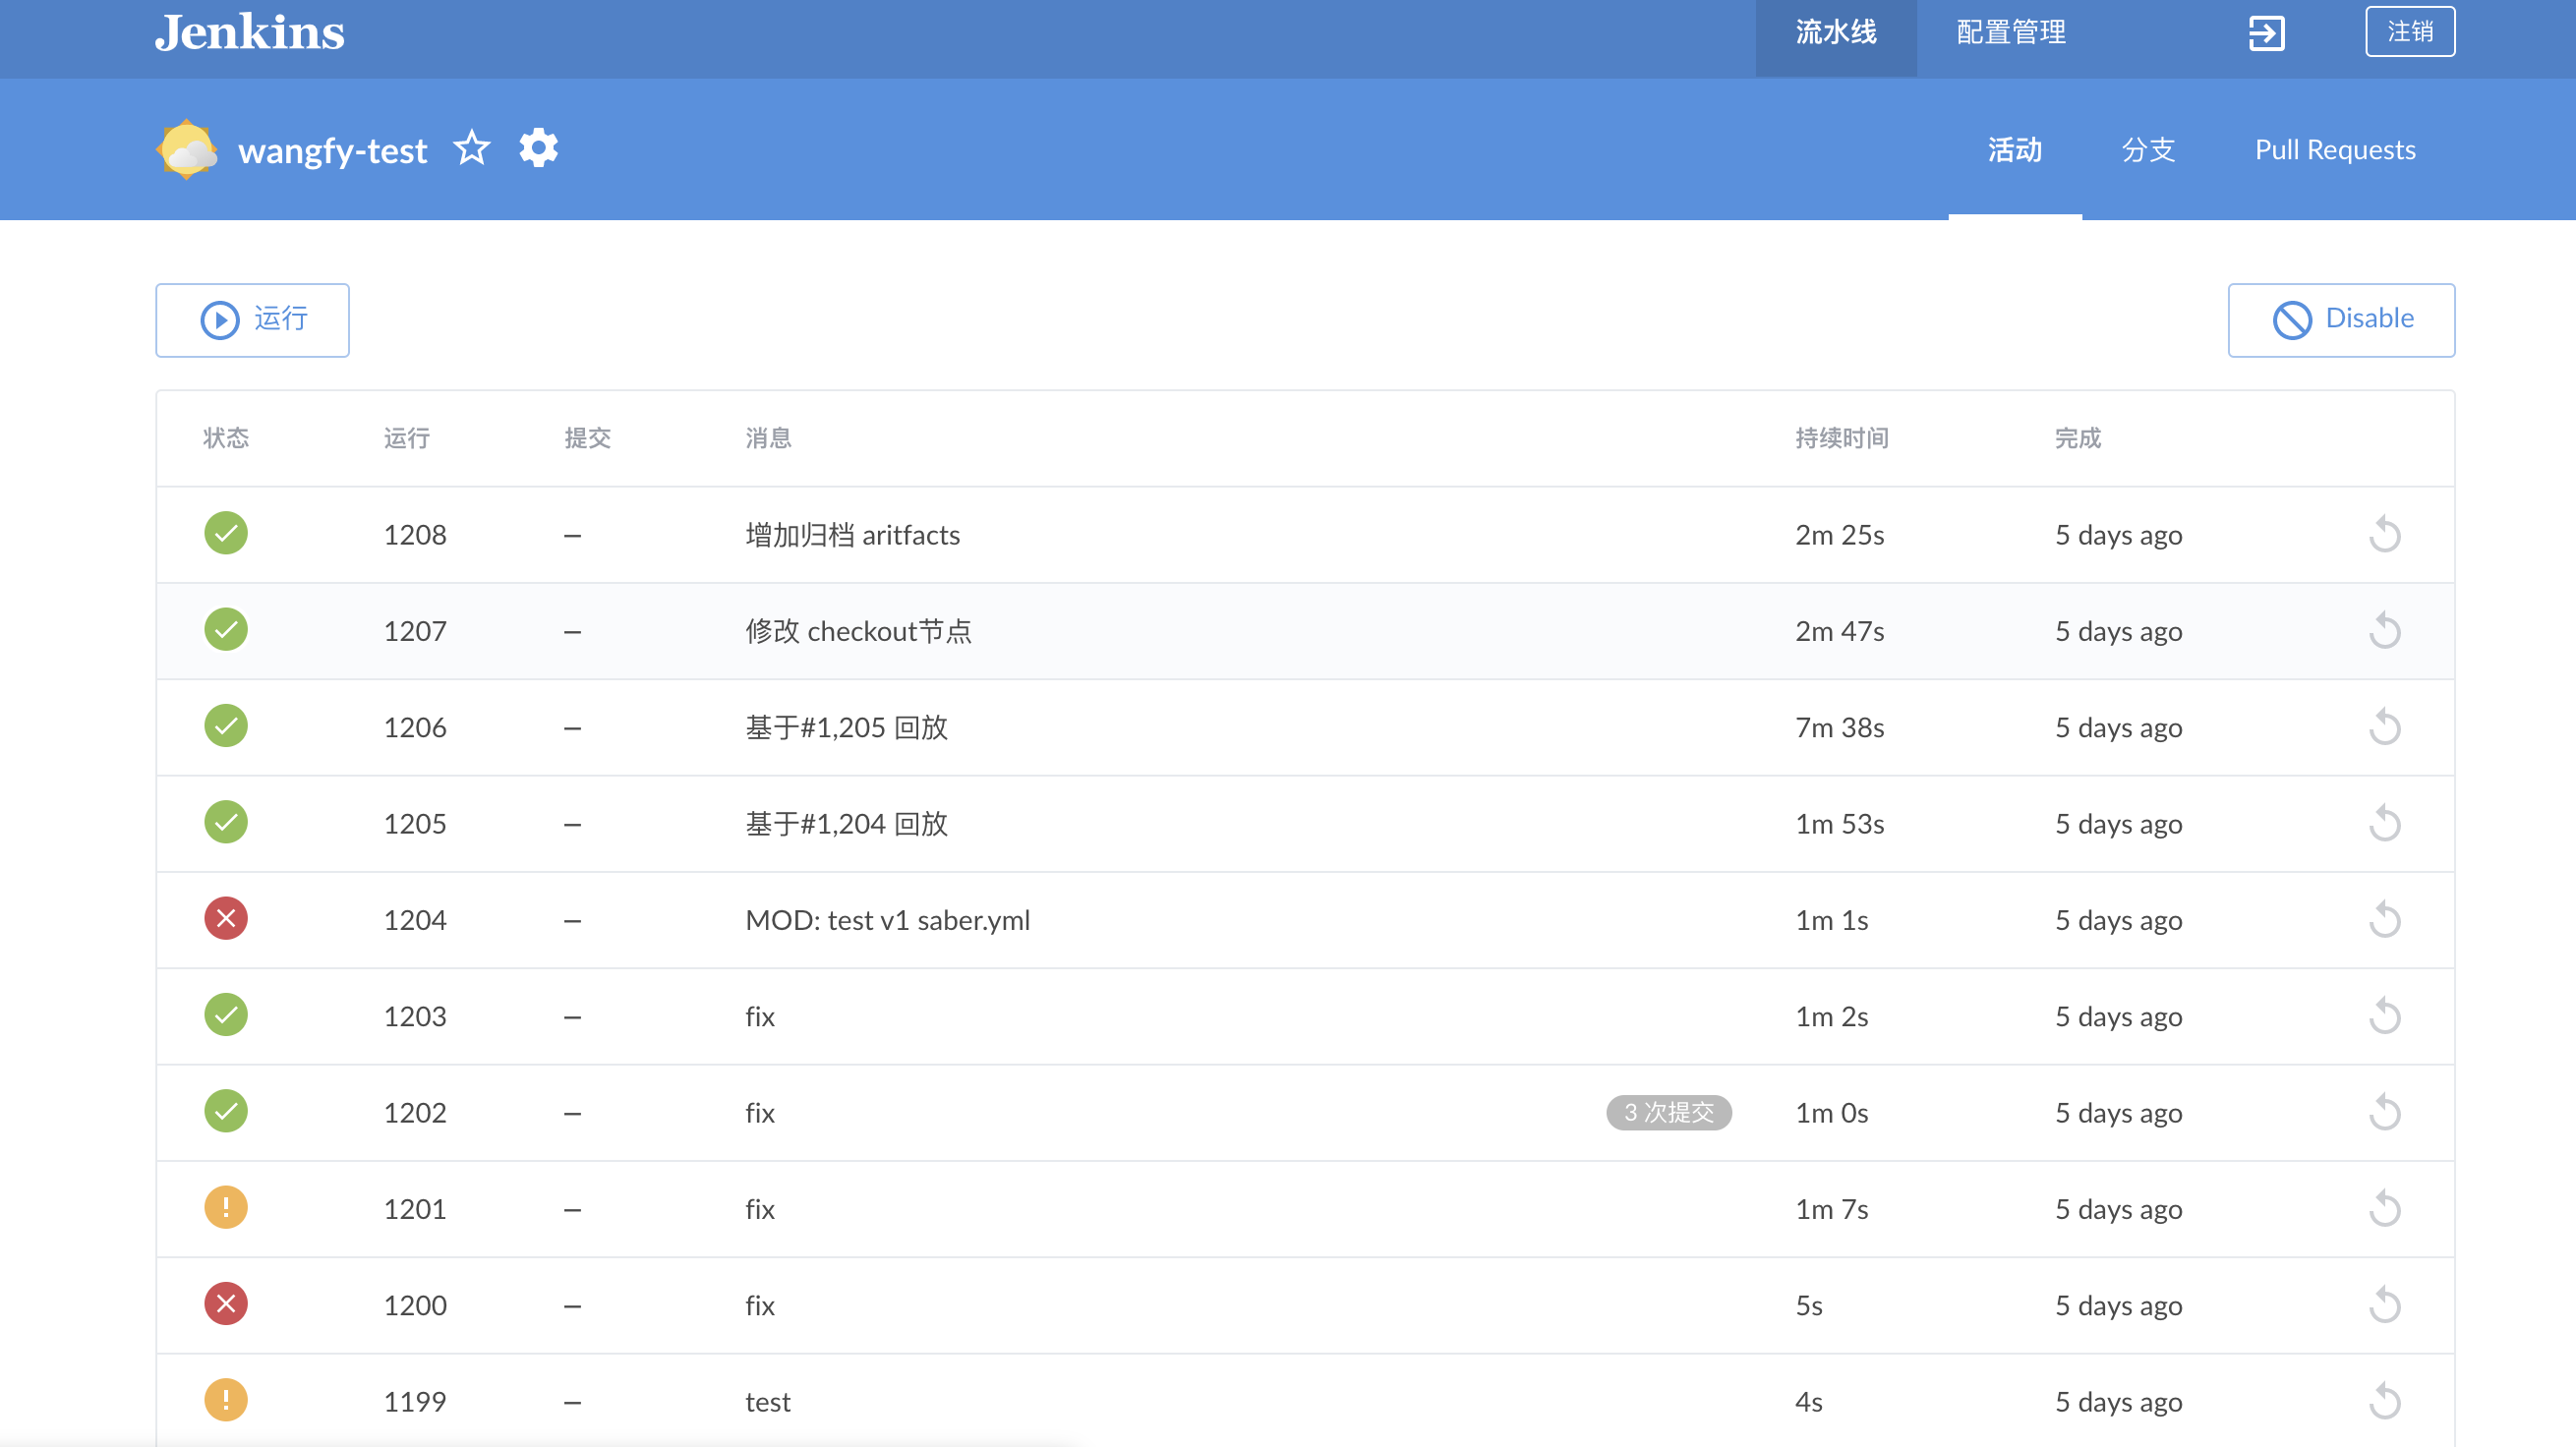 Jenkins 流水线 配置管理 注销
wangfy-test 活动 分支 Pull Requests
运行 Disable
状态 运行 提交 消息 持续时间 完成
1208 – 增加归档 aritfacts 2m 25s 5 days ago
1207 – 修改 checkout节点 2m 47s 5 days ago
1206 – 基于#1,205 回放 7m 38s 5 days ago
1205 – 基于#1,204 回放 1m 53s 5 days ago
1204 – MOD: test v1 saber.yml 1m 1s 5 days ago
1203 – fix 1m 2s 5 days ago
1202 – fix 3 次提交 1m 0s 5 days ago
1201 – fix 1m 7s 5 days ago
1200 – fix 5s 5 days ago
1199 – test 4s 5 days ago